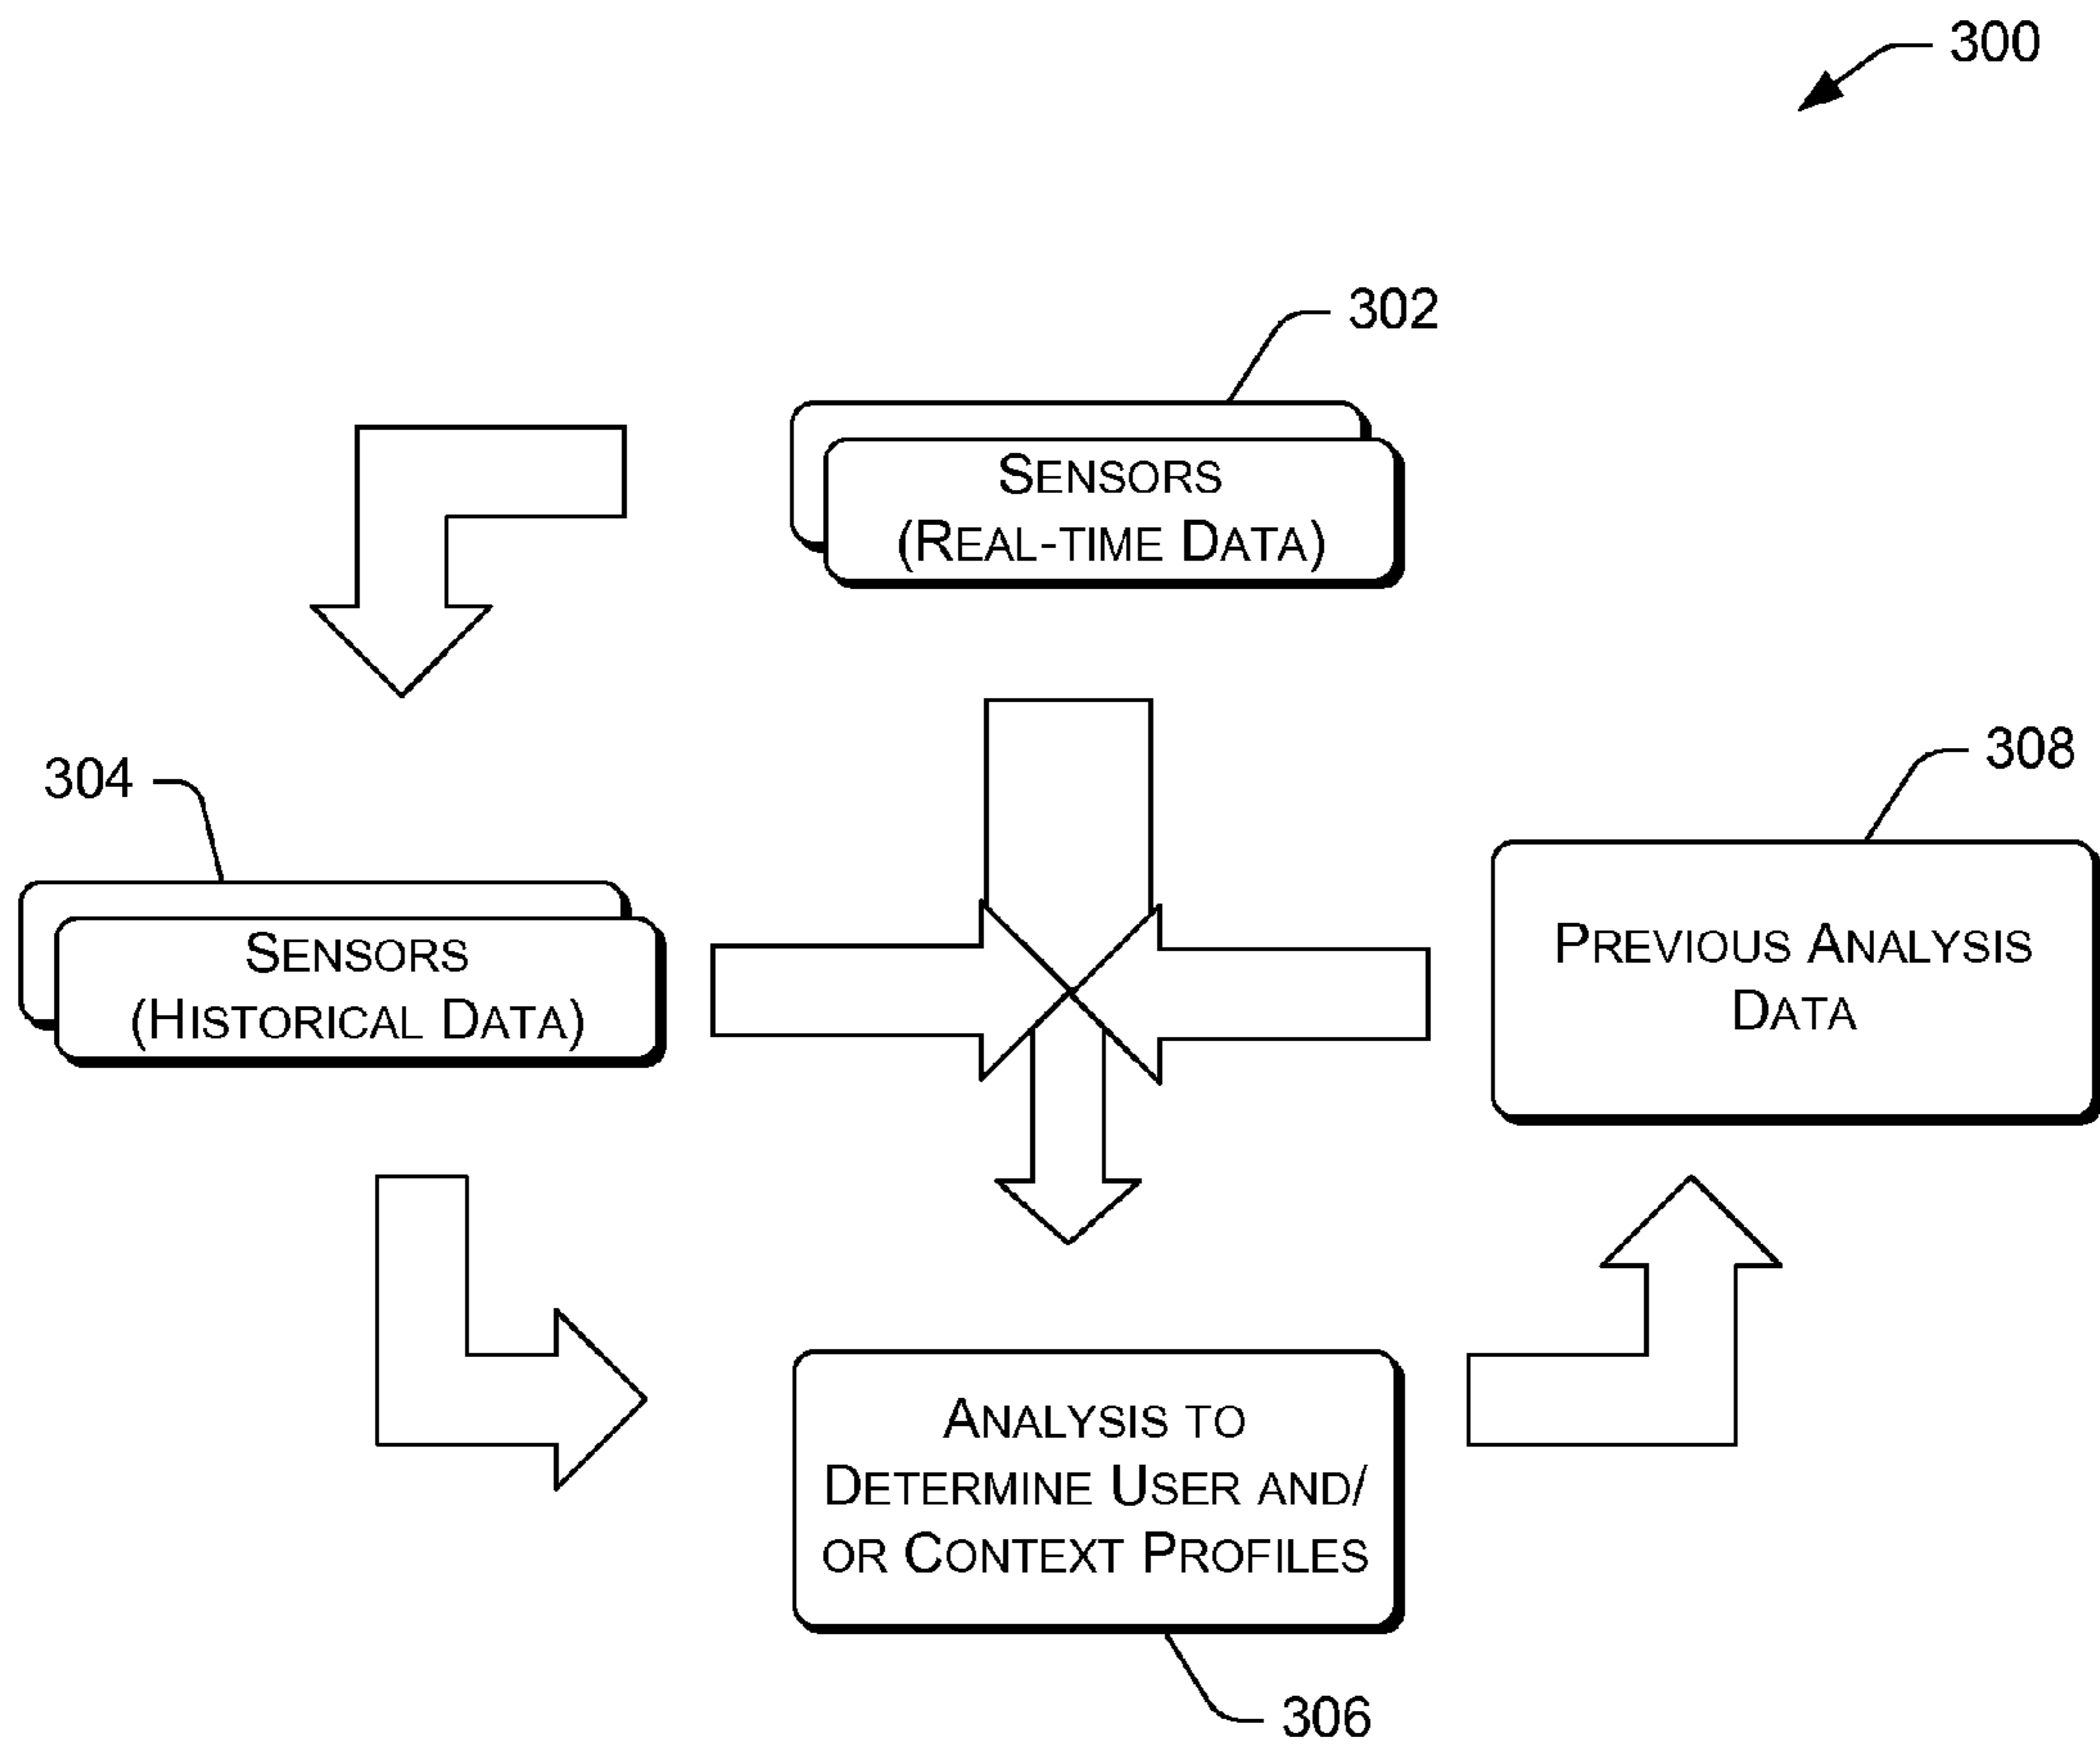 300
302
SENSORS
(REAL-TIME DATA)
304
308
SENSORS
(HISTORICAL DATA)
PREVIOUS ANALYSIS
DATA
ANALYSIS TO
DETERMINE USER AND/
OR CONTEXT PROFILES
306